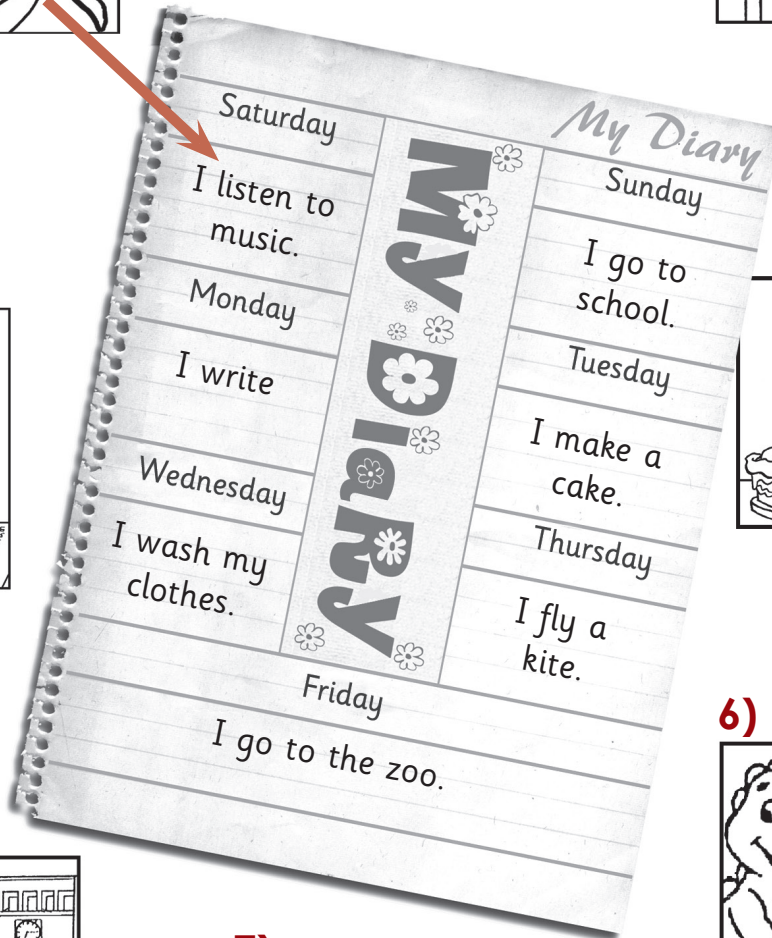 My Diary
Saturday
I listen to
music.
Sunday
I go to
school.
Monday
I write
Tuesday
I make a
cake.
Wednesday
I wash my
clothes.
Thursday
I fly a
kite.
Friday
I go to the zoo.
My DiaRy
6)
7)